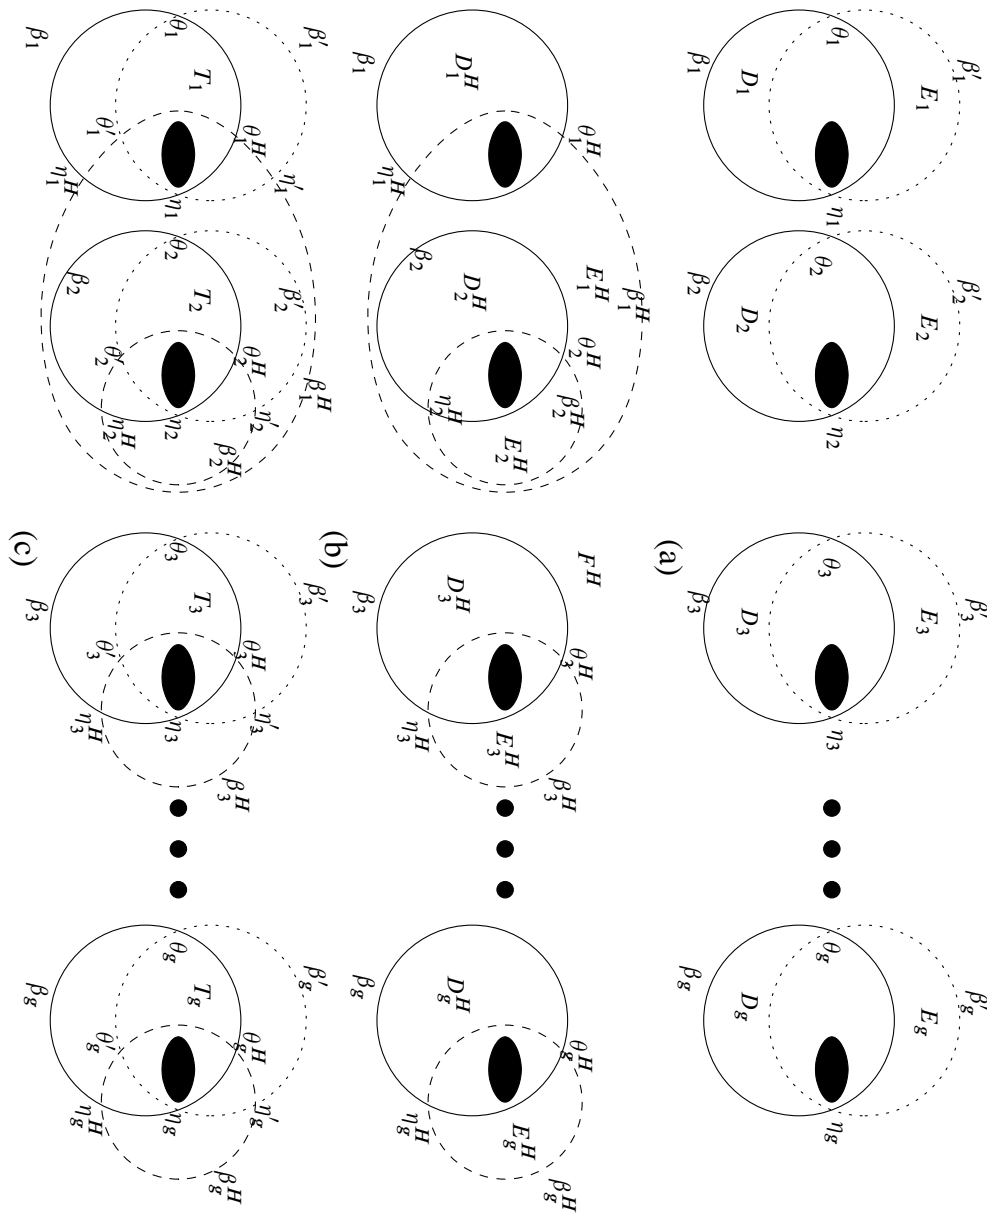 β′₁ β′₂ β′₃ β′_g
E₁ E₂ E₃ E_g
θ₁ η₁ θ₂ η₂ θ₃ η₃ θ_g η_g
D₁ D₂ D₃ D_g
β₁ β₂ β₃ β_g
(a)
β₁^H
E₁^H F^H
θ₁^H θ₂^H β₂^H θ₃^H β₃^H θ_g^H β_g^H
E₂^H E₃^H E_g^H
D₁^H D₂^H D₃^H D_g^H
η₁^H β₂ η₂^H η₃^H η_g^H
β₁ β₃ β_g
(b)
β′₁ β′₂ β₁^H β′₃ β′_g
θ₁^H η′₁ θ₂^H η′₂ θ₃^H η′₃ θ_g^H η′_g
β₂^H β₃^H β_g^H
T₁ T₂ T₃ T_g
θ₁ η₁ θ₂ η₂ θ₃ η₃ θ_g η_g
θ′₁ η₁^H θ′₂ η₂^H θ′₃ η₃^H θ′_g η_g^H
β₁ β₂ β₃ β_g
(c)